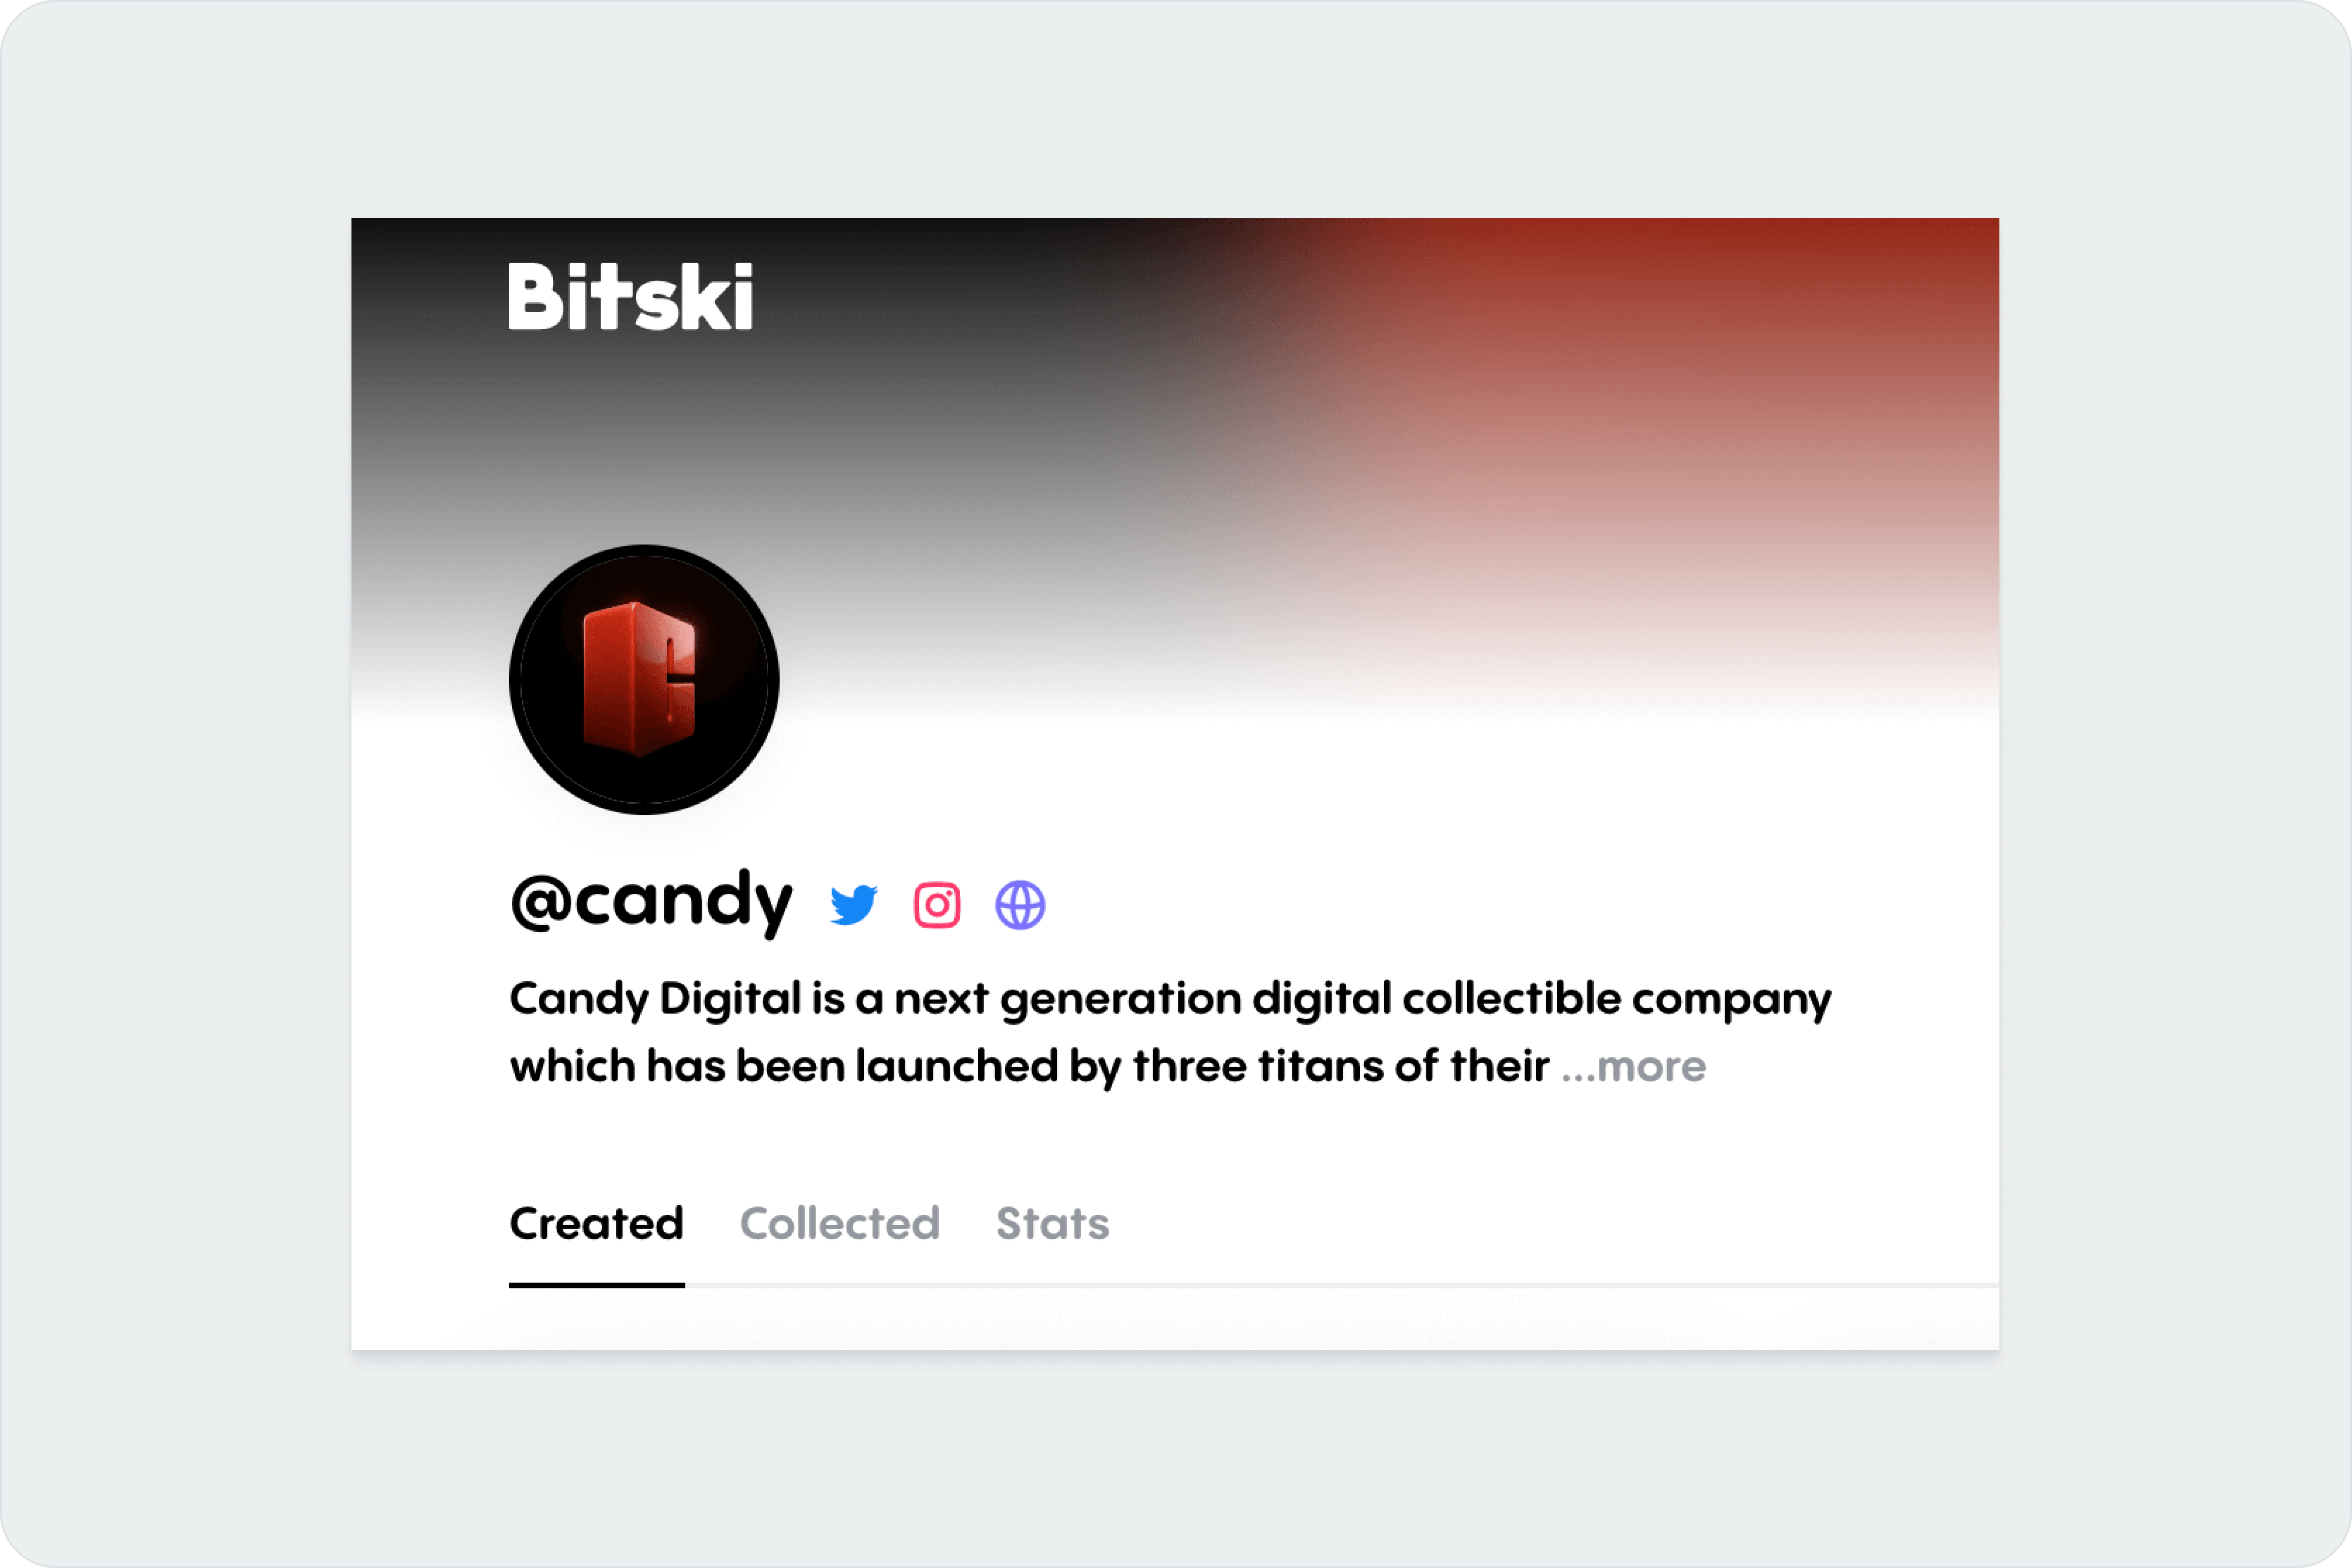 Bitski
@candy
Candy Digital is a next generation digital collectible company
which has been launched by three titans of their ...more
Created Collected Stats